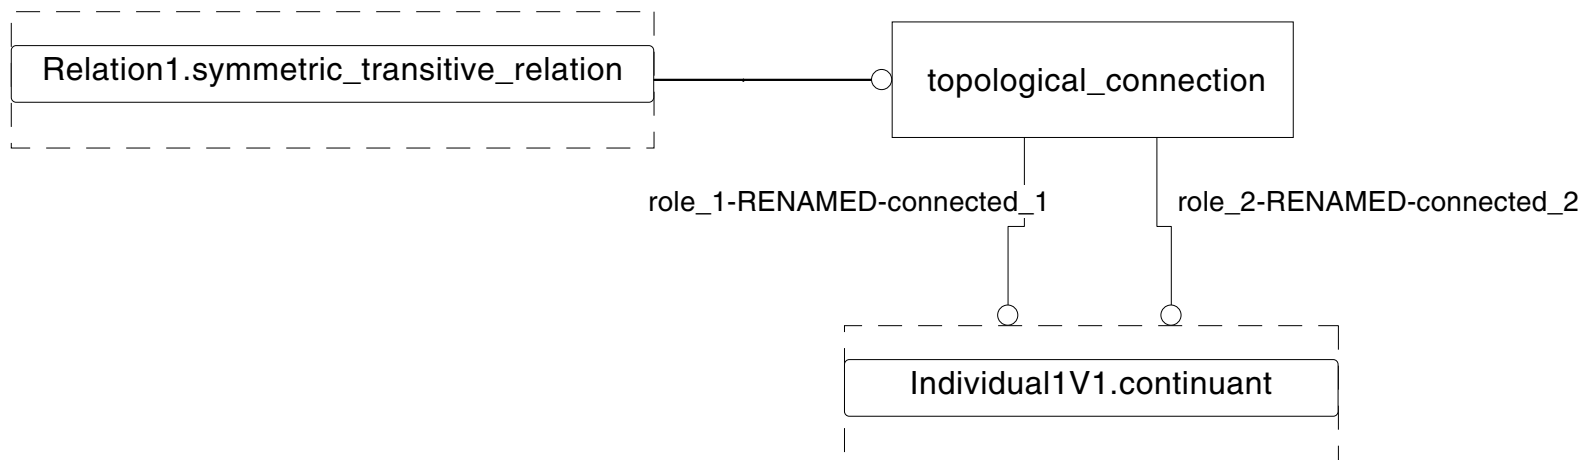 Relation1.symmetric_transitive_relation
topological_connection
role_1-RENAMED-connected_1
role_2-RENAMED-connected_2
Individual1V1.continuant